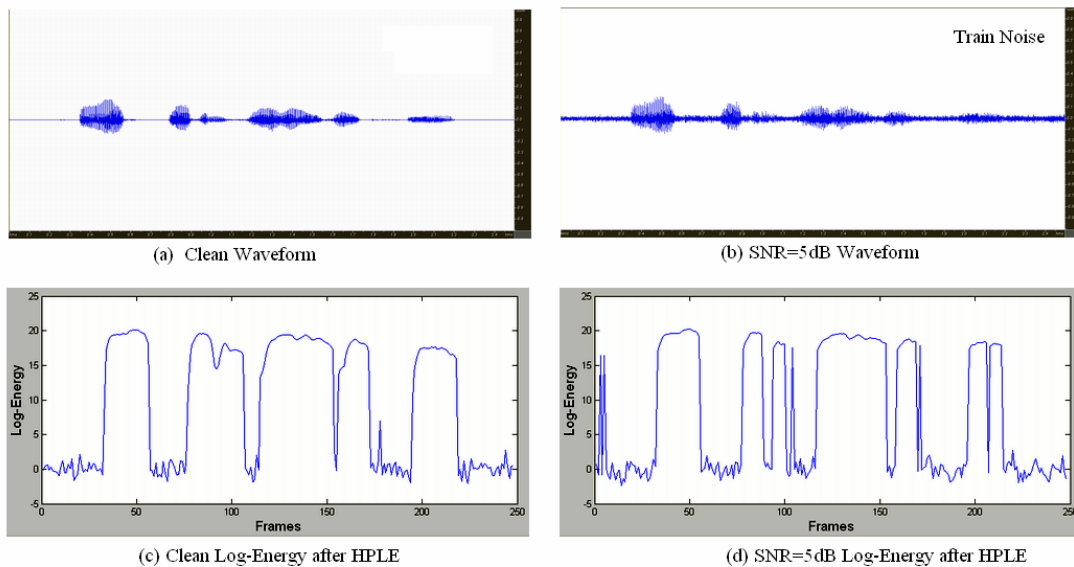 Train Noise
(a) Clean Waveform
(b) SNR=5dB Waveform
25
20
15
10
5
0
-5
Log-Energy
0 50 100 150 200 250
Frames
25
20
15
10
5
0
-5
Log-Energy
0 50 100 150 200 250
Frames
(c) Clean Log-Energy after HPLE
(d) SNR=5dB Log-Energy after HPLE